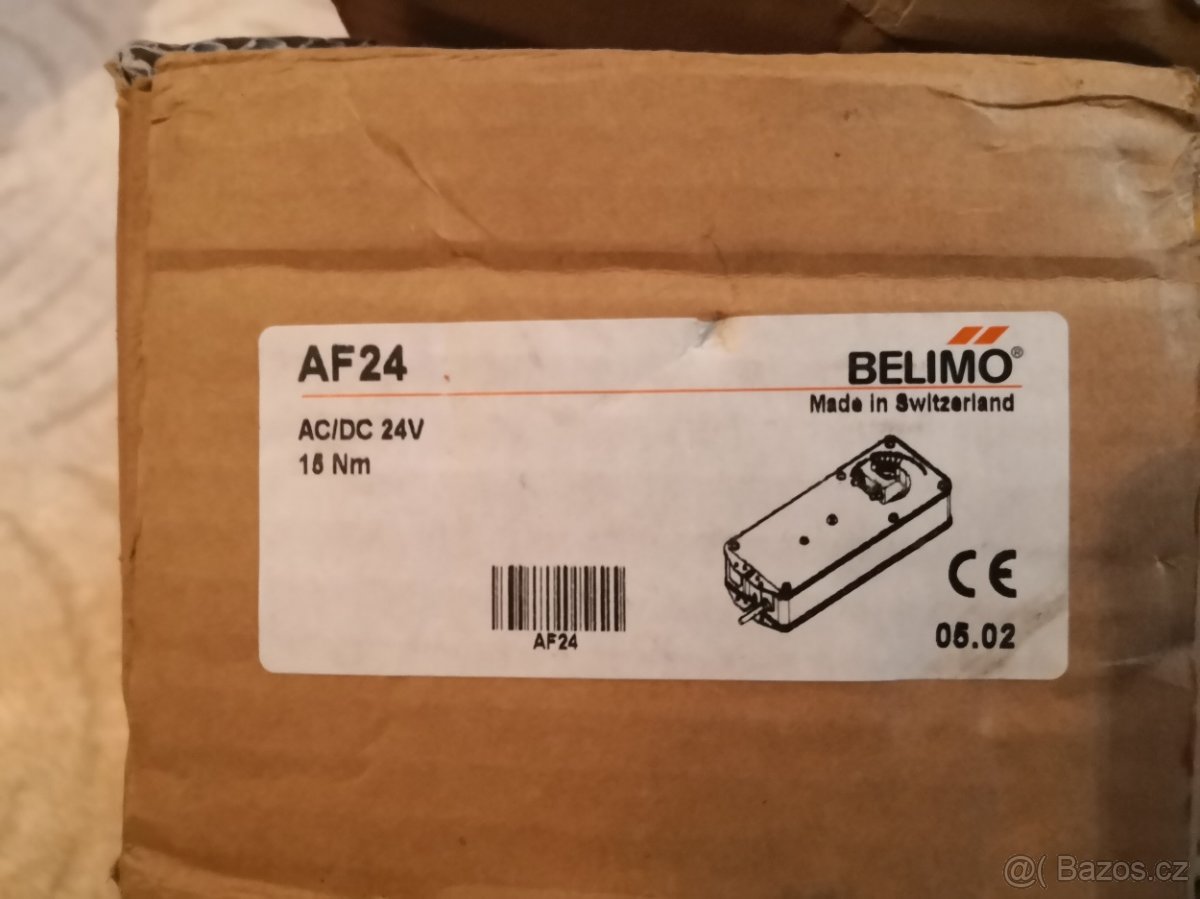 AF24
BELIMO®
Made in Switzerland
AC/DC 24V
15 Nm
CE
AF24
05.02
@( Bazos.cz